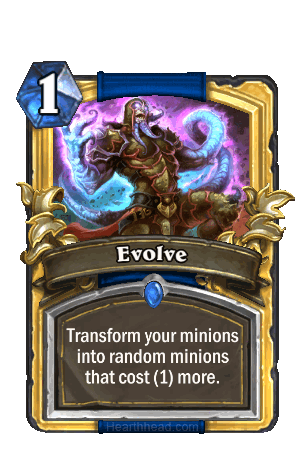 1
Evolve
Transform your minions
into random minions
that cost (1) more.
Hearthhead.com